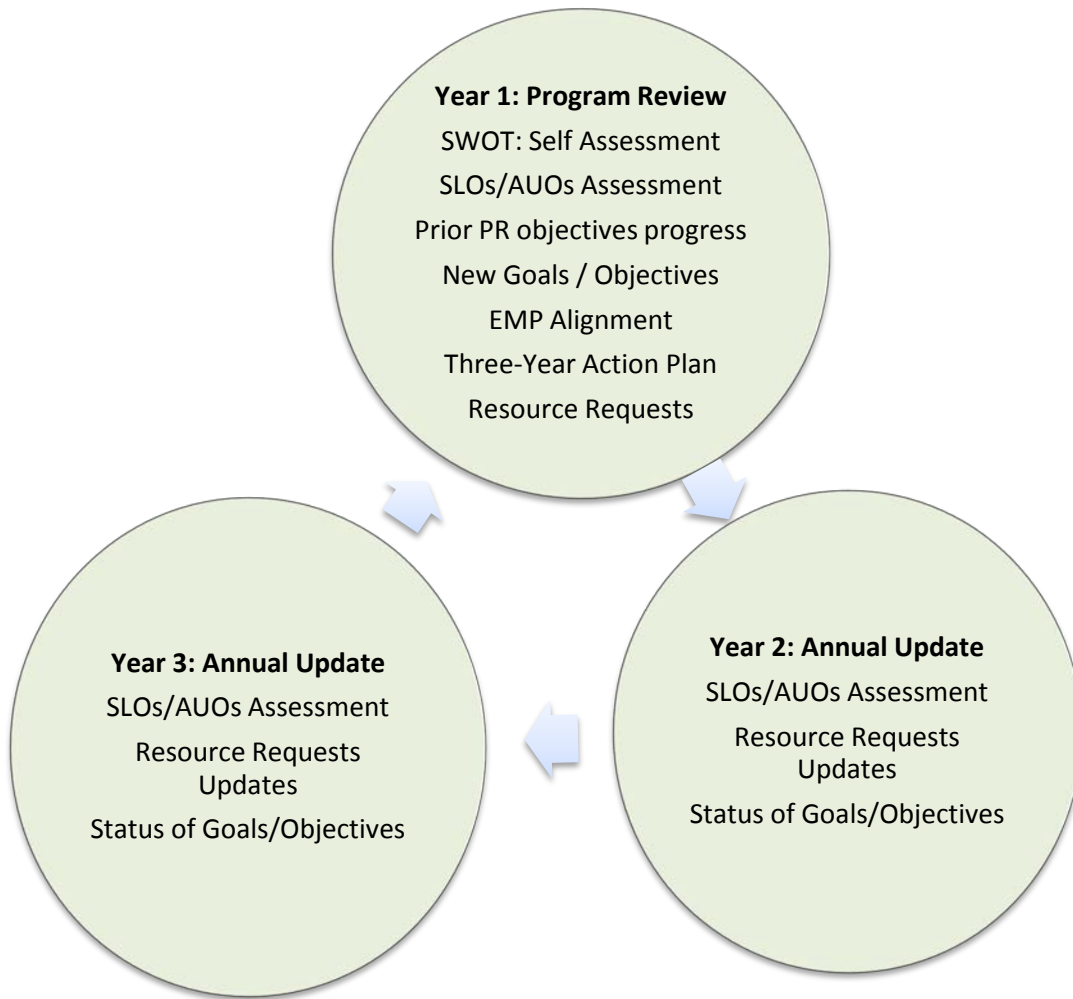 Year 1: Program Review
SWOT: Self Assessment
SLOs/AUOs Assessment
Prior PR objectives progress
New Goals / Objectives
EMP Alignment
Three-Year Action Plan
Resource Requests
Year 2: Annual Update
SLOs/AUOs Assessment
Resource Requests
Updates
Status of Goals/Objectives
Year 3: Annual Update
SLOs/AUOs Assessment
Resource Requests
Updates
Status of Goals/Objectives